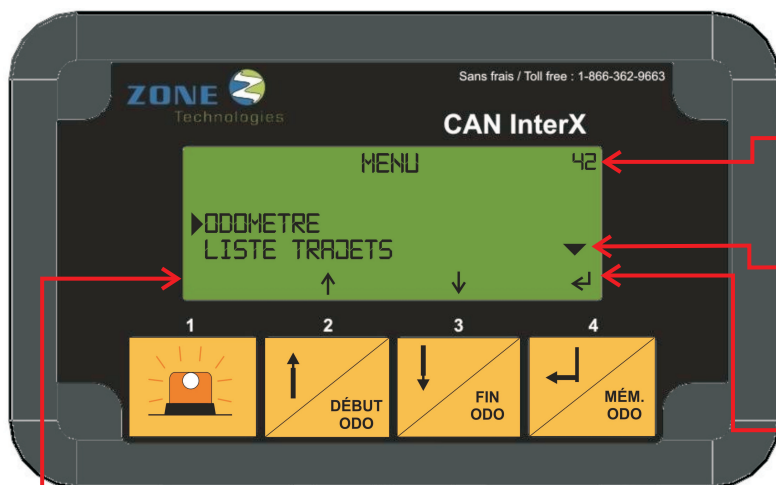 Sans frais / Toll free : 1-866-362-9663
ZONE
Technologies
CAN InterX
MENU 42
ODOMETRE
LISTE TRAJETS
1 2 3 4
DÉBUT
ODO
FIN
ODO
MÉM.
ODO